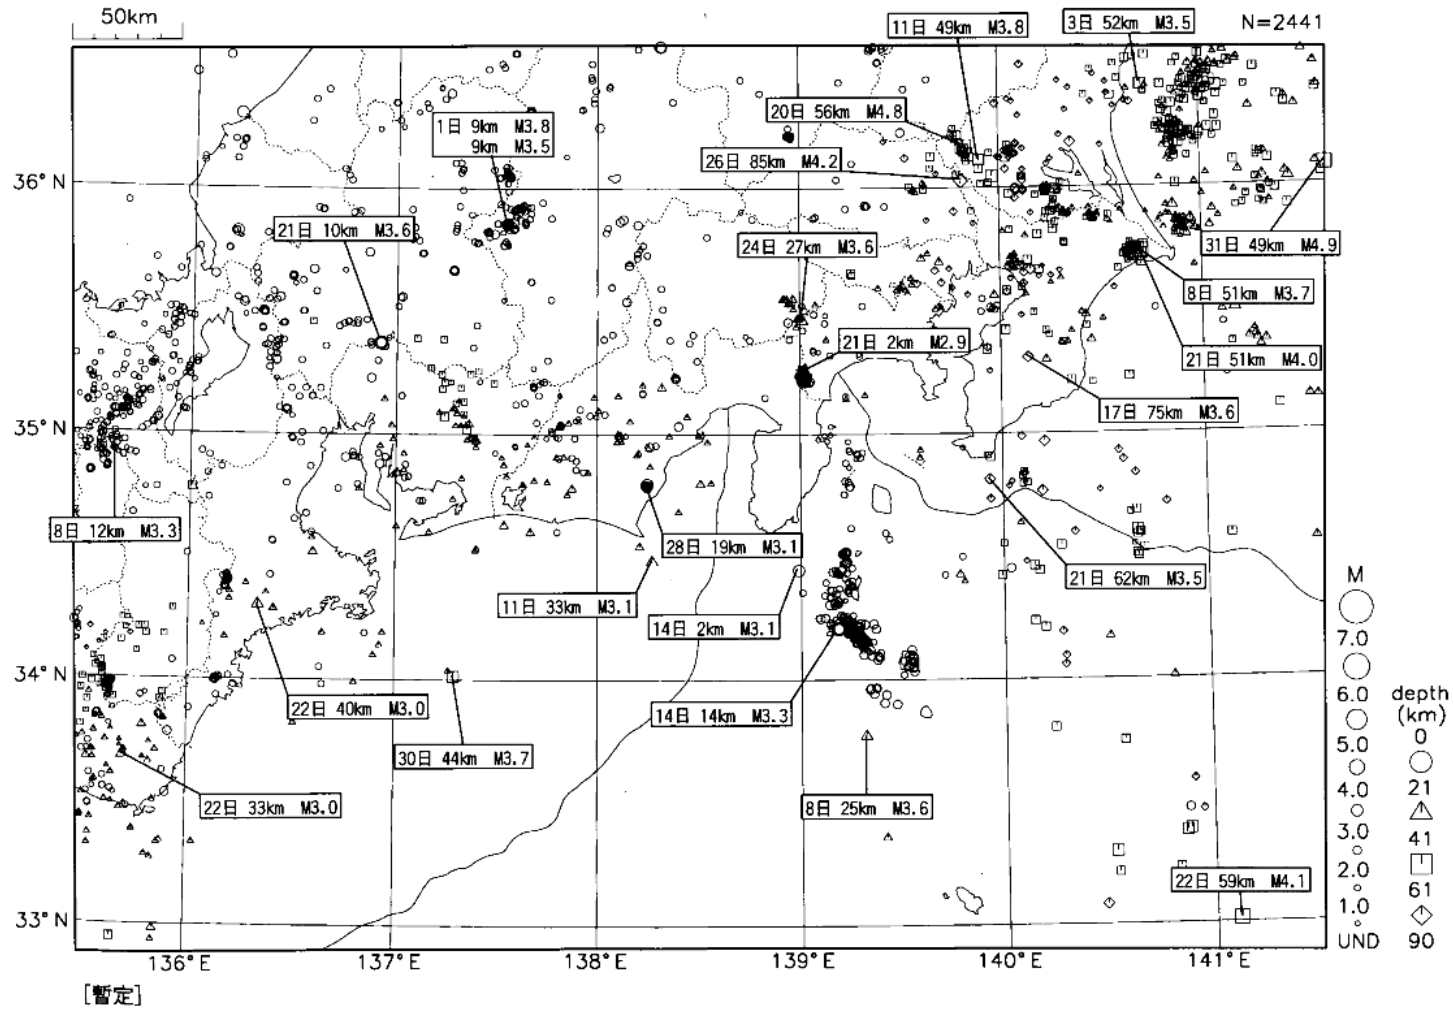 50km
11日 49km M3.8
3日 52km M3.5
N=2441
20日 56km M4.8
1日 9km M3.8
9km M3.5
26日 85km M4.2
36°N
21日 10km M3.6
24日 27km M3.6
31日 49km M4.9
8日 51km M3.7
21日 2km M2.9
21日 51km M4.0
17日 75km M3.6
35°N
8日 12km M3.3
28日 19km M3.1
21日 62km M3.5
11日 33km M3.1
14日 2km M3.1
34°N
22日 40km M3.0
14日 14km M3.3
30日 44km M3.7
22日 33km M3.0
8日 25km M3.6
22日 59km M4.1
33°N
136°E
137°E
138°E
139°E
140°E
141°E
M
7.0
6.0
5.0
4.0
3.0
2.0
1.0
UND
depth
(km)
0
21
41
61
90
[暫定]